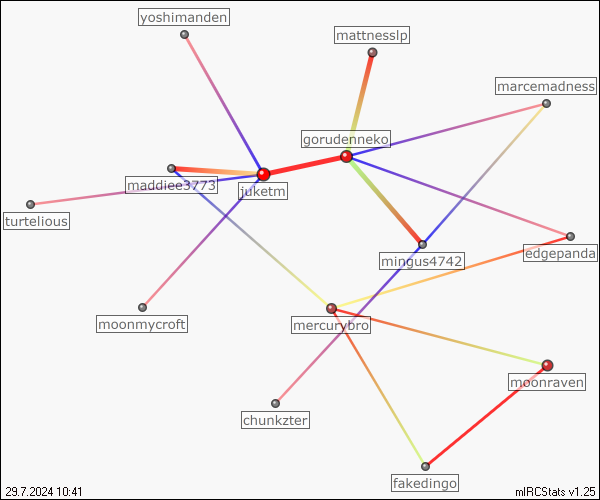 yoshimanden
mattnesslp
marcemadness
gorudenneko
maddiee3773
juketm
turtelious
edgepanda
mingus4742
moonmycroft
mercurybro
moonraven
chunkzter
fakedingo
29.7.2024 10:41
mIRCStats v1.25